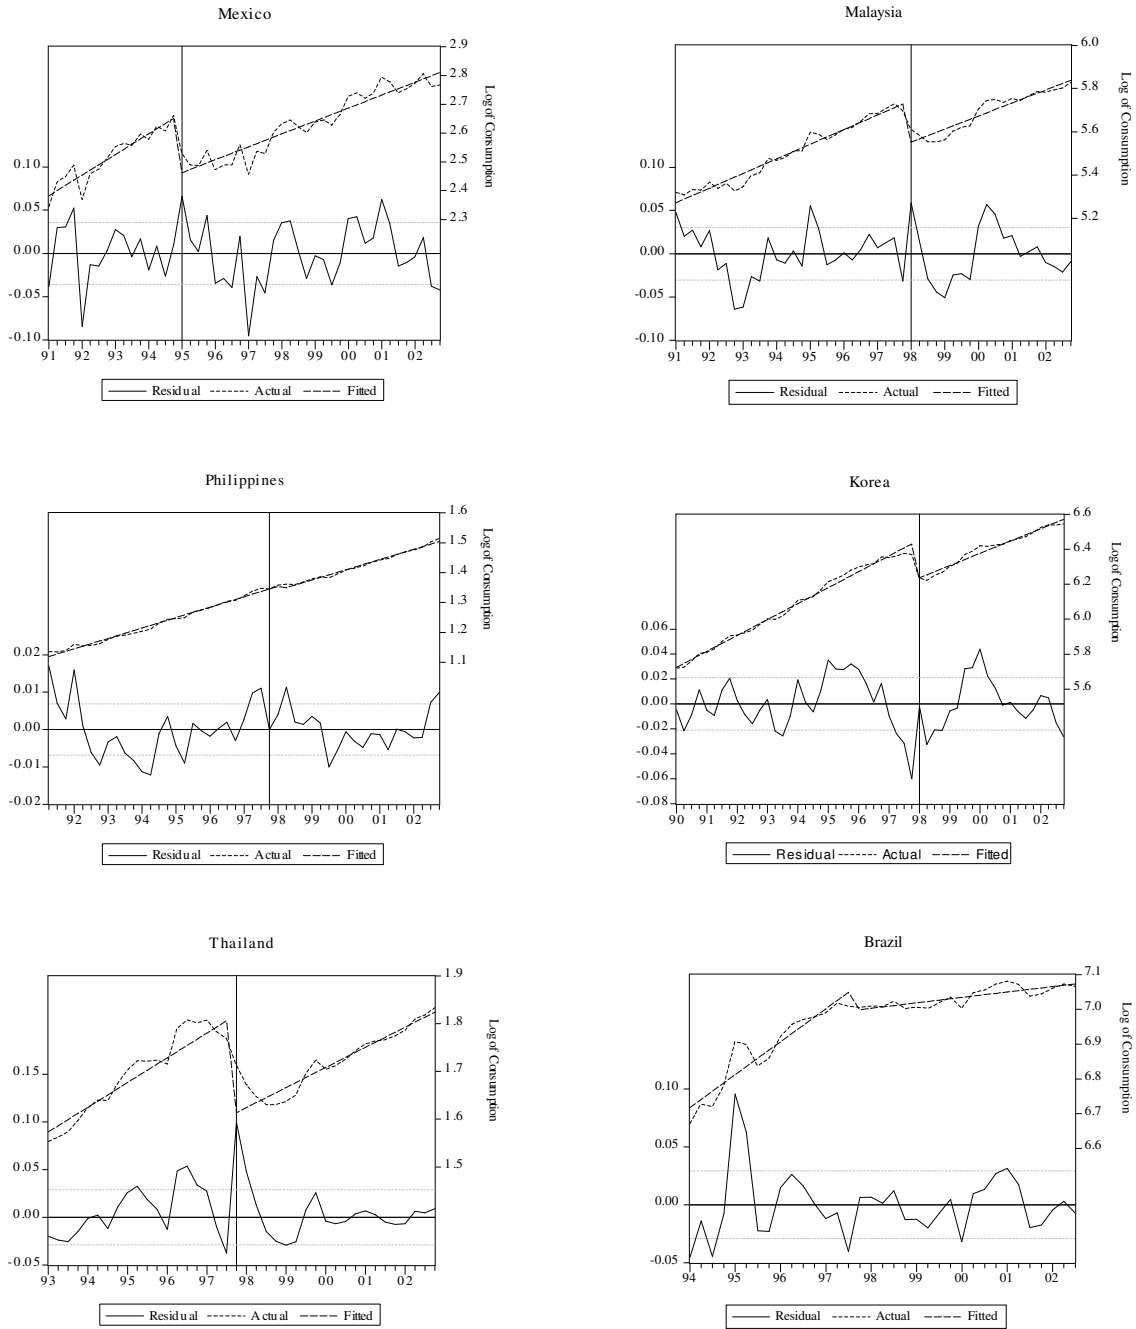 Mexico
2.9
2.8
2.7
2.6
2.5
2.4
2.3
Log of Consumption
0.10
0.05
0.00
-0.05
-0.10
91 92 93 94 95 96 97 98 99 00 01 02
Residual Actual Fitted
Malaysia
6.0
5.8
5.6
5.4
5.2
Log of Consumption
0.10
0.05
0.00
-0.05
-0.10
91 92 93 94 95 96 97 98 99 00 01 02
Residual Actual Fitted
Philippines
1.6
1.5
1.4
1.3
1.2
1.1
Log of Consumption
0.02
0.01
0.00
-0.01
-0.02
92 93 94 95 96 97 98 99 00 01 02
Residual Actual Fitted
Korea
6.6
6.4
6.2
6.0
5.8
5.6
Log of Consumption
0.06
0.04
0.02
0.00
-0.02
-0.04
-0.06
-0.08
90 91 92 93 94 95 96 97 98 99 00 01 02
Residual Actual Fitted
Thailand
1.9
1.8
1.7
1.6
1.5
Log of Consumption
0.15
0.10
0.05
0.00
-0.05
93 94 95 96 97 98 99 00 01 02
Residual Actual Fitted
Brazil
7.1
7.0
6.9
6.8
6.7
6.6
Log of Consumption
0.10
0.05
0.00
-0.05
94 95 96 97 98 99 00 01 02
Residual Actual Fitted